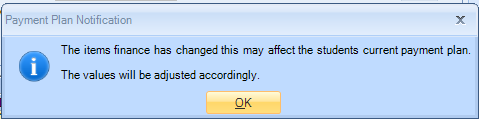 Payment Plan Notification
The items finance has changed this may affect the students current payment plan.
The values will be adjusted accordingly.
OK